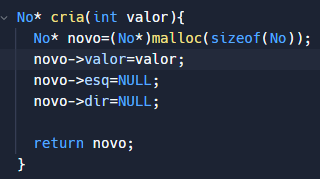 No* cria(int valor){
No* novo=(No*)malloc(sizeof(No));
novo->valor=valor;
novo->esq=NULL;
novo->dir=NULL;
return novo;
}